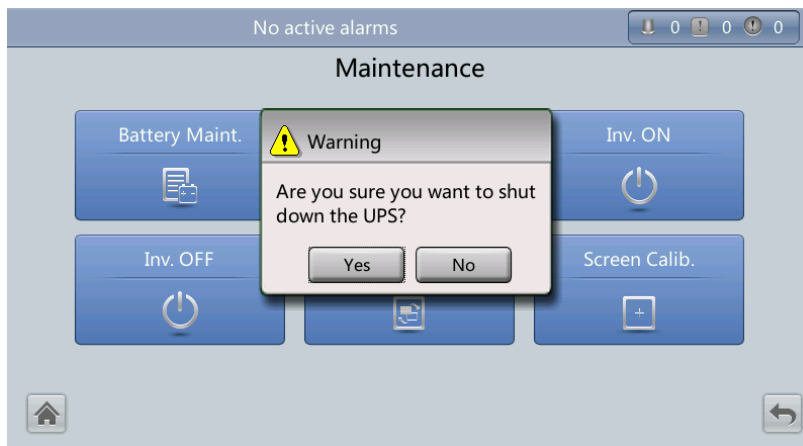 No active alarms
0 0 0
Maintenance
Battery Maint.
Inv. ON
Warning
Are you sure you want to shut
down the UPS?
Yes No
Inv. OFF
Screen Calib.